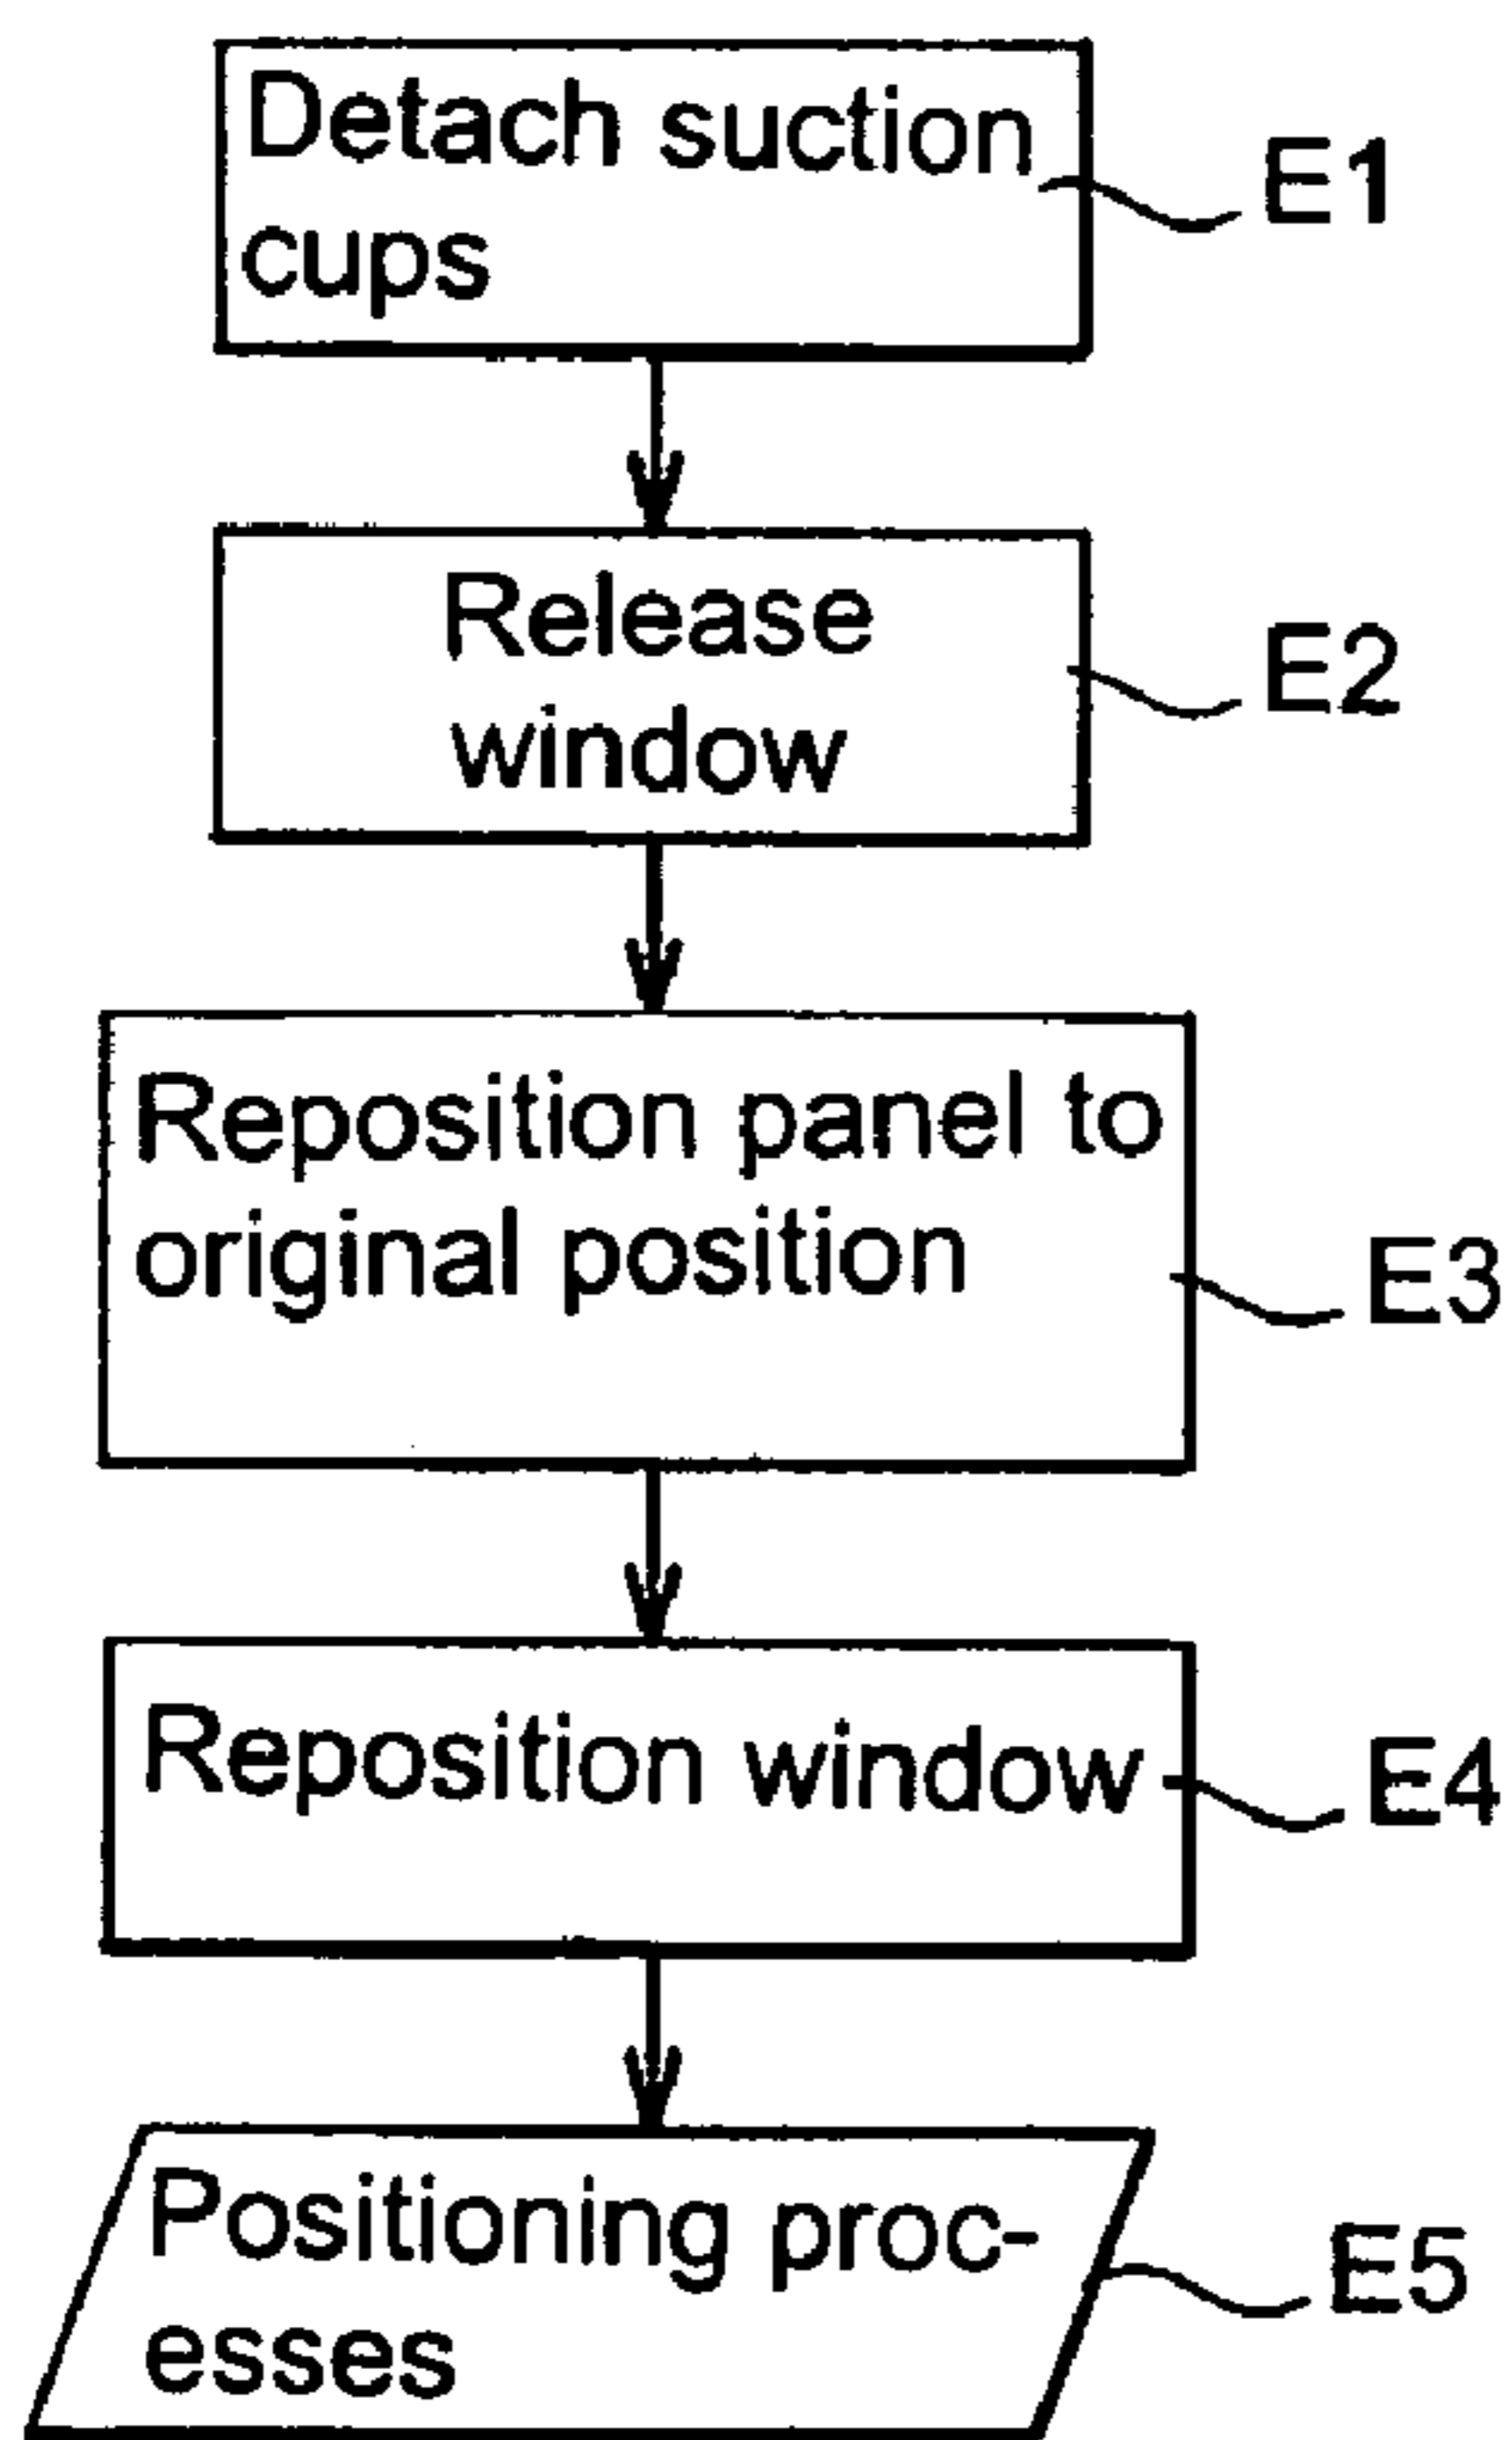 Detach suction
cups
E1
Release
window
E2
Reposition panel to
original position
E3
Reposition window
E4
Positioning proc-
esses
E5